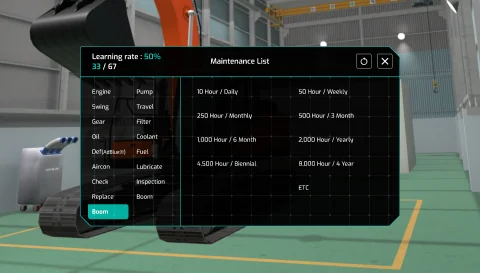 Learning rate : 50%
33 / 67
Maintenance List
Engine
Pump
Swing
Travel
Gear
Filter
Oil
Coolant
Def(AdBlue®)
Fuel
Aircon
Lubricate
Check
Inspection
Replace
Boom
Boom
10 Hour / Daily
50 Hour / Weekly
250 Hour / Monthly
500 Hour / 3 Month
1,000 Hour / 6 Month
2,000 Hour / Yearly
4,500 Hour / Biennial
8,000 Hour / 4 Year
ETC